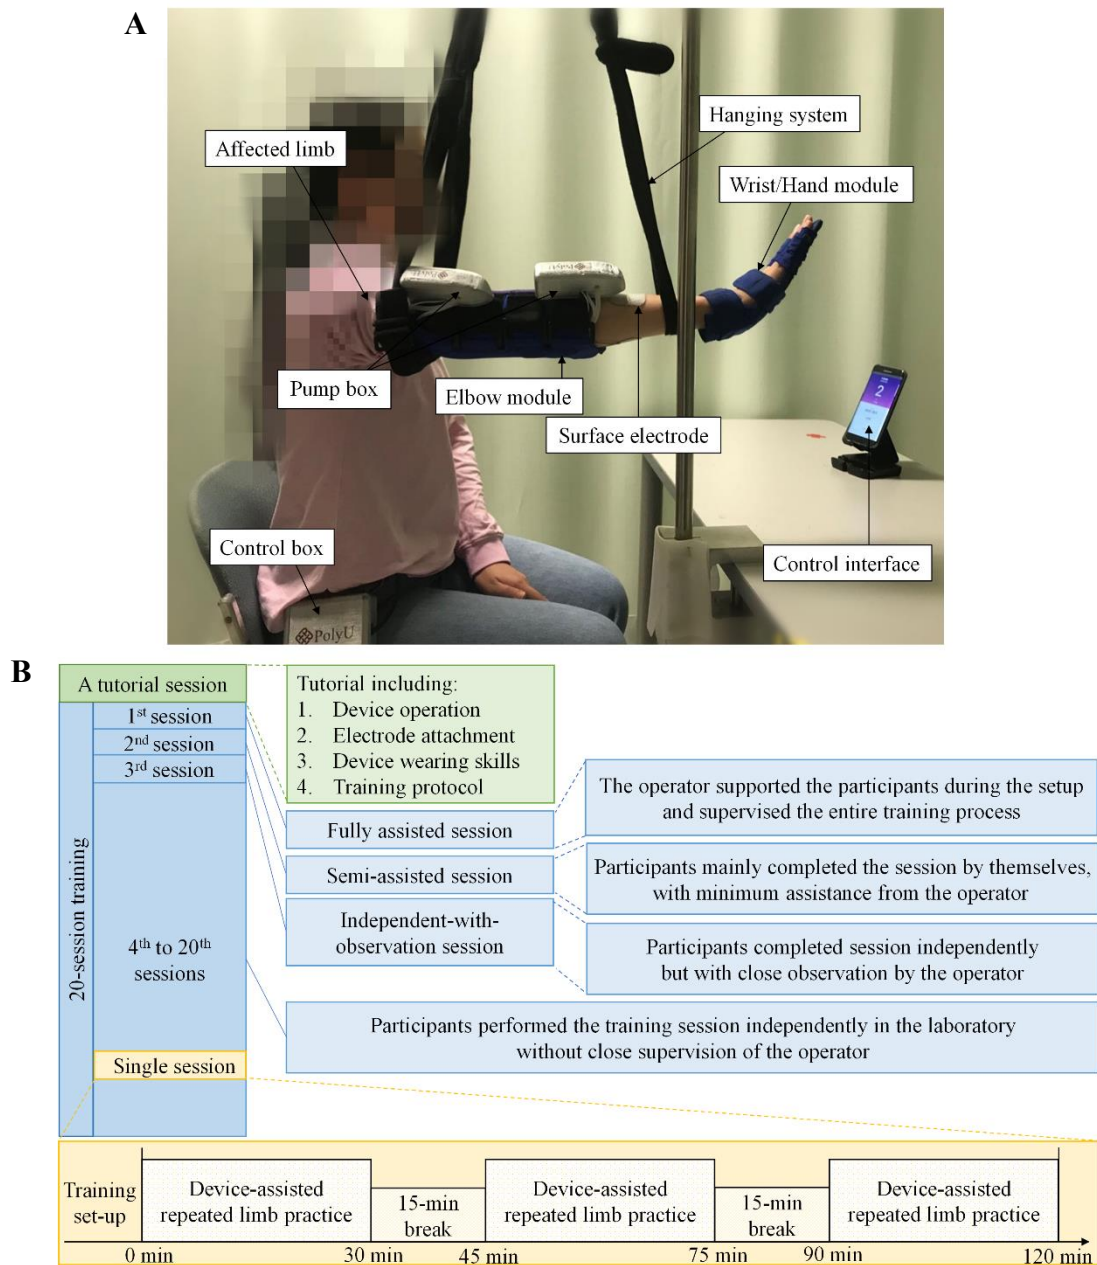 A
Affected limb
Hanging system
Wrist/Hand module
PolyU
Pump box
Elbow module
Surface electrode
2
Control box
Control interface
PolyU
B
A tutorial session
20-session training
1st session
2nd session
3rd session
4th to 20th
sessions
Single session
Tutorial including:
1. Device operation
2. Electrode attachment
3. Device wearing skills
4. Training protocol
Fully assisted session
The operator supported the participants during the setup
and supervised the entire training process
Semi-assisted session
Participants mainly completed the session by themselves,
with minimum assistance from the operator
Independent-with-
observation session
Participants completed session independently
but with close observation by the operator
Participants performed the training session independently in the laboratory
without close supervision of the operator
Training
set-up
Device-assisted
repeated limb practice
15-min
break
Device-assisted
repeated limb practice
15-min
break
Device-assisted
repeated limb practice
0 min
30 min
45 min
75 min
90 min
120 min